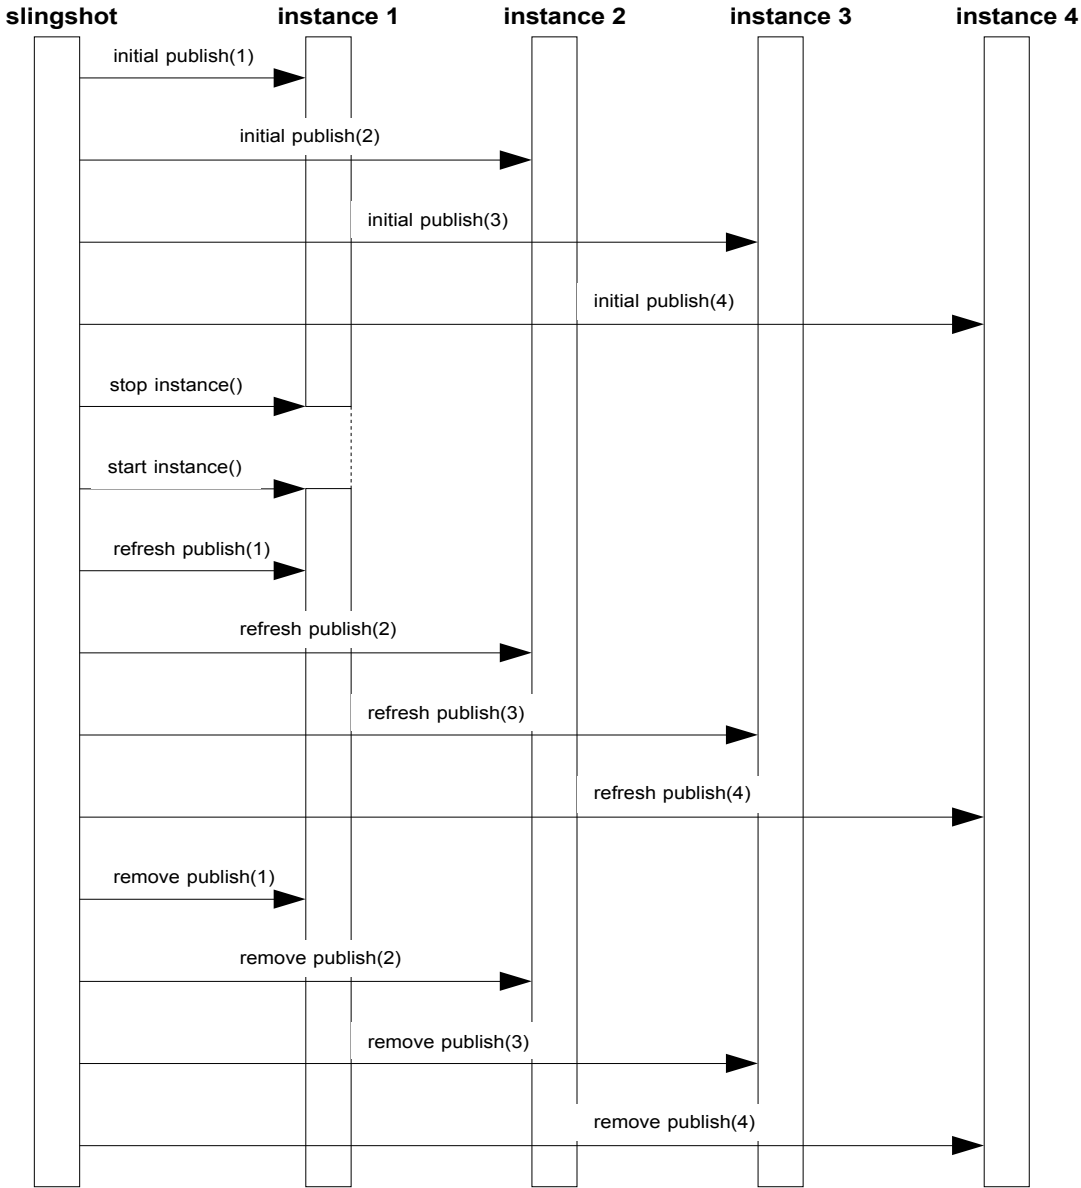 slingshot instance 1 instance 2 instance 3 instance 4
initial publish(1)
initial publish(2)
initial publish(3)
initial publish(4)
stop instance()
start instance()
refresh publish(1)
refresh publish(2)
refresh publish(3)
refresh publish(4)
remove publish(1)
remove publish(2)
remove publish(3)
remove publish(4)